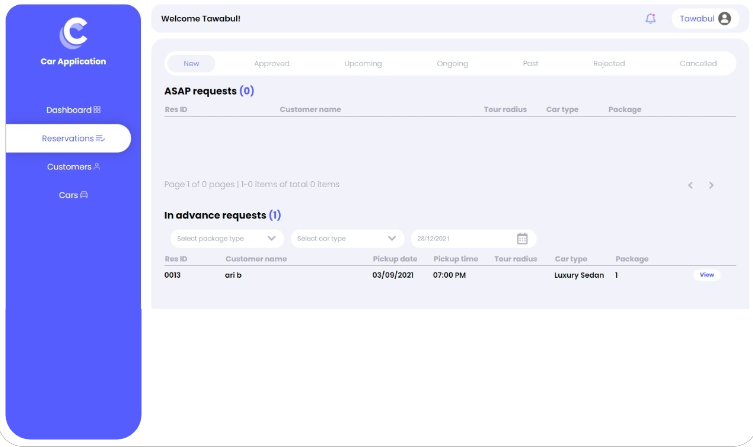 Welcome Tawabul!
Tawabul
C
Car Application
Dashboard
Reservations
Customers
Cars
New Approved Upcoming Ongoing Past Rejected Cancelled
ASAP requests (0)
Res ID Customer name Tour radius Car type Package
Page 1 of 0 pages | 1-0 items of total 0 items
In advance requests (1)
Select package type Select car type 26/12/2021
Res ID Customer name Pickup date Pickup time Tour radius Car type Package
0013 ari b 03/09/2021 07:00 PM Luxury Sedan 1 View